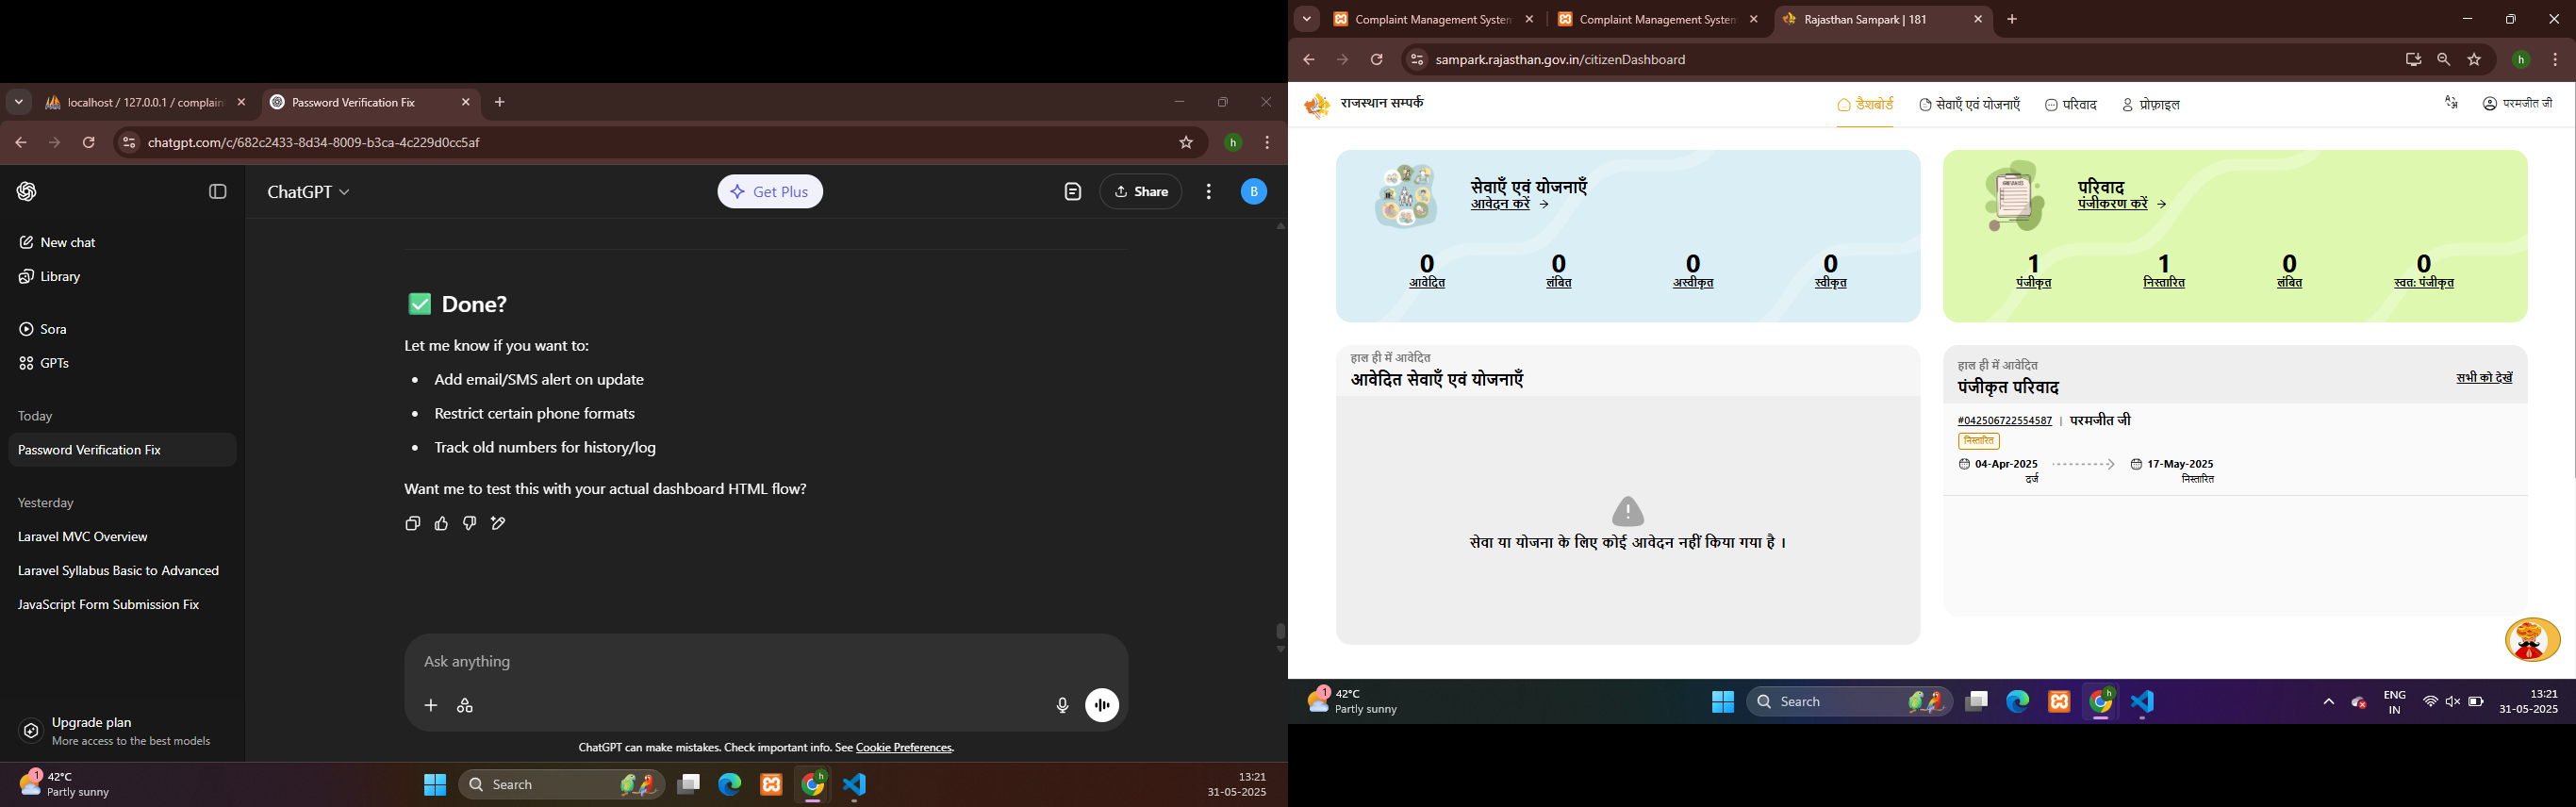 localhost / 127.0.0.1 / complain
Password Verification Fix
chatgpt.com/c/682c2433-8d34-8009-b3ca-4c229d0cc5af
h
ChatGPT
Get Plus
Share
B
New chat
Library
Sora
GPTs
Today
Password Verification Fix
Yesterday
Laravel MVC Overview
Laravel Syllabus Basic to Advanced
JavaScript Form Submission Fix
Upgrade plan
More access to the best models
Done?
Let me know if you want to:
Add email/SMS alert on update
Restrict certain phone formats
Track old numbers for history/log
Want me to test this with your actual dashboard HTML flow?
Ask anything
ChatGPT can make mistakes. Check important info. See Cookie Preferences.
1
42°C
Partly sunny
Search
h
13:21
31-05-2025
Complaint Management System
Complaint Management System
Rajasthan Sampark | 181
sampark.rajasthan.gov.in/citizenDashboard
h
राजस्थान सम्पर्क
डैशबोर्ड
सेवाएँ एवं योजनाएँ
परिवाद
प्रोफ़ाइल
परमजीत जी
सेवाएँ एवं योजनाएँ
आवेदन करें
0 0 0 0
आवेदित लंबित अस्वीकृत स्वीकृत
परिवाद
पंजीकरण करें
1 1 0 0
पंजीकृत निस्तारित लंबित स्वत: पंजीकृत
हाल ही में आवेदित
आवेदित सेवाएँ एवं योजनाएँ
सेवा या योजना के लिए कोई आवेदन नहीं किया गया है ।
हाल ही में आवेदित
पंजीकृत परिवाद
सभी को देखें
#042506722554587 | परमजीत जी
निस्तारित
04-Apr-2025 17-May-2025
दर्ज निस्तारित
1
42°C
Partly sunny
Search
h
ENG
IN
13:21
31-05-2025